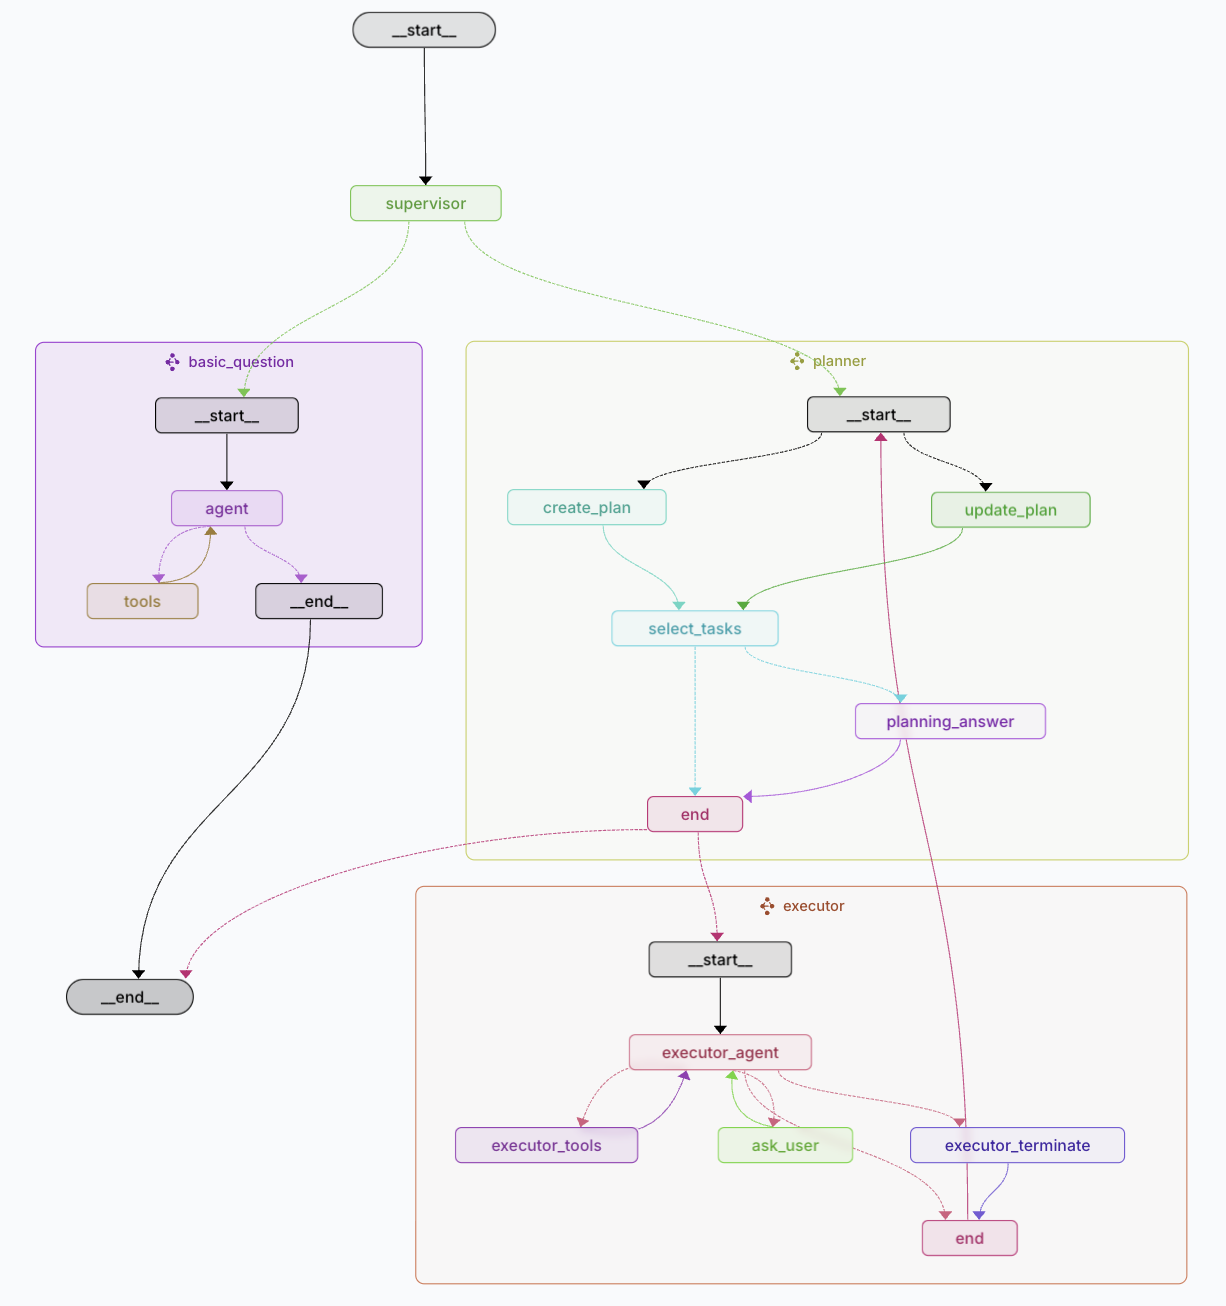 __start__
supervisor
basic_question
__start__
agent
tools
__end__
planner
__start__
create_plan
update_plan
select_tasks
planning_answer
end
__end__
executor
__start__
executor_agent
executor_tools
ask_user
executor_terminate
end